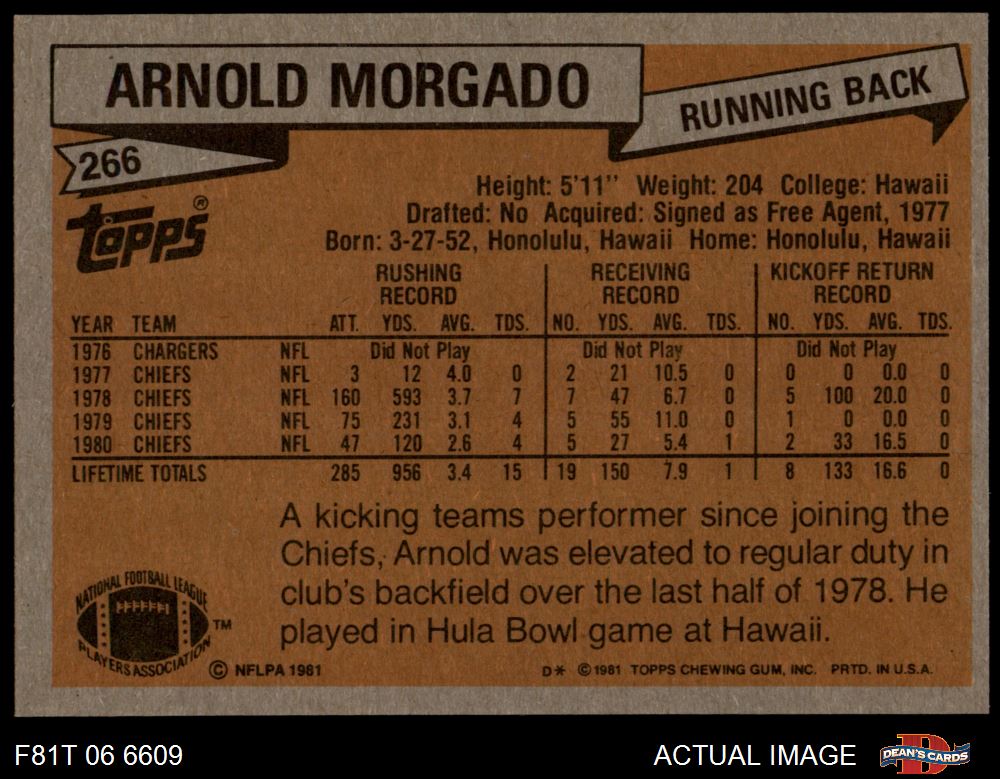 ARNOLD MORGADO
RUNNING BACK
266
TOPPS®
Height: 5'11" Weight: 204 College: Hawaii
Drafted: No Acquired: Signed as Free Agent, 1977
Born: 3-27-52, Honolulu, Hawaii Home: Honolulu, Hawaii
RUSHING RECORD RECEIVING RECORD KICKOFF RETURN RECORD
YEAR TEAM ATT. YDS. AVG. TDS. NO. YDS. AVG. TDS. NO. YDS. AVG. TDS.
1976 CHARGERS NFL Did Not Play Did Not Play Did Not Play
1977 CHIEFS NFL 3 12 4.0 0 2 21 10.5 0 0 0 0.0 0
1978 CHIEFS NFL 160 593 3.7 7 7 47 6.7 0 5 100 20.0 0
1979 CHIEFS NFL 75 231 3.1 4 5 55 11.0 0 1 0 0.0 0
1980 CHIEFS NFL 47 120 2.6 4 5 27 5.4 1 2 33 16.5 0
LIFETIME TOTALS 285 956 3.4 15 19 150 7.9 1 8 133 16.6 0
A kicking teams performer since joining the
Chiefs, Arnold was elevated to regular duty in
club's backfield over the last half of 1978. He
played in Hula Bowl game at Hawaii.
NATIONAL FOOTBALL LEAGUE
PLAYERS ASSOCIATION
TM
© NFLPA 1981
D* © 1981 TOPPS CHEWING GUM, INC. PRTD. IN U.S.A.
F81T 06 6609
ACTUAL IMAGE
D
DEAN'S CARDS